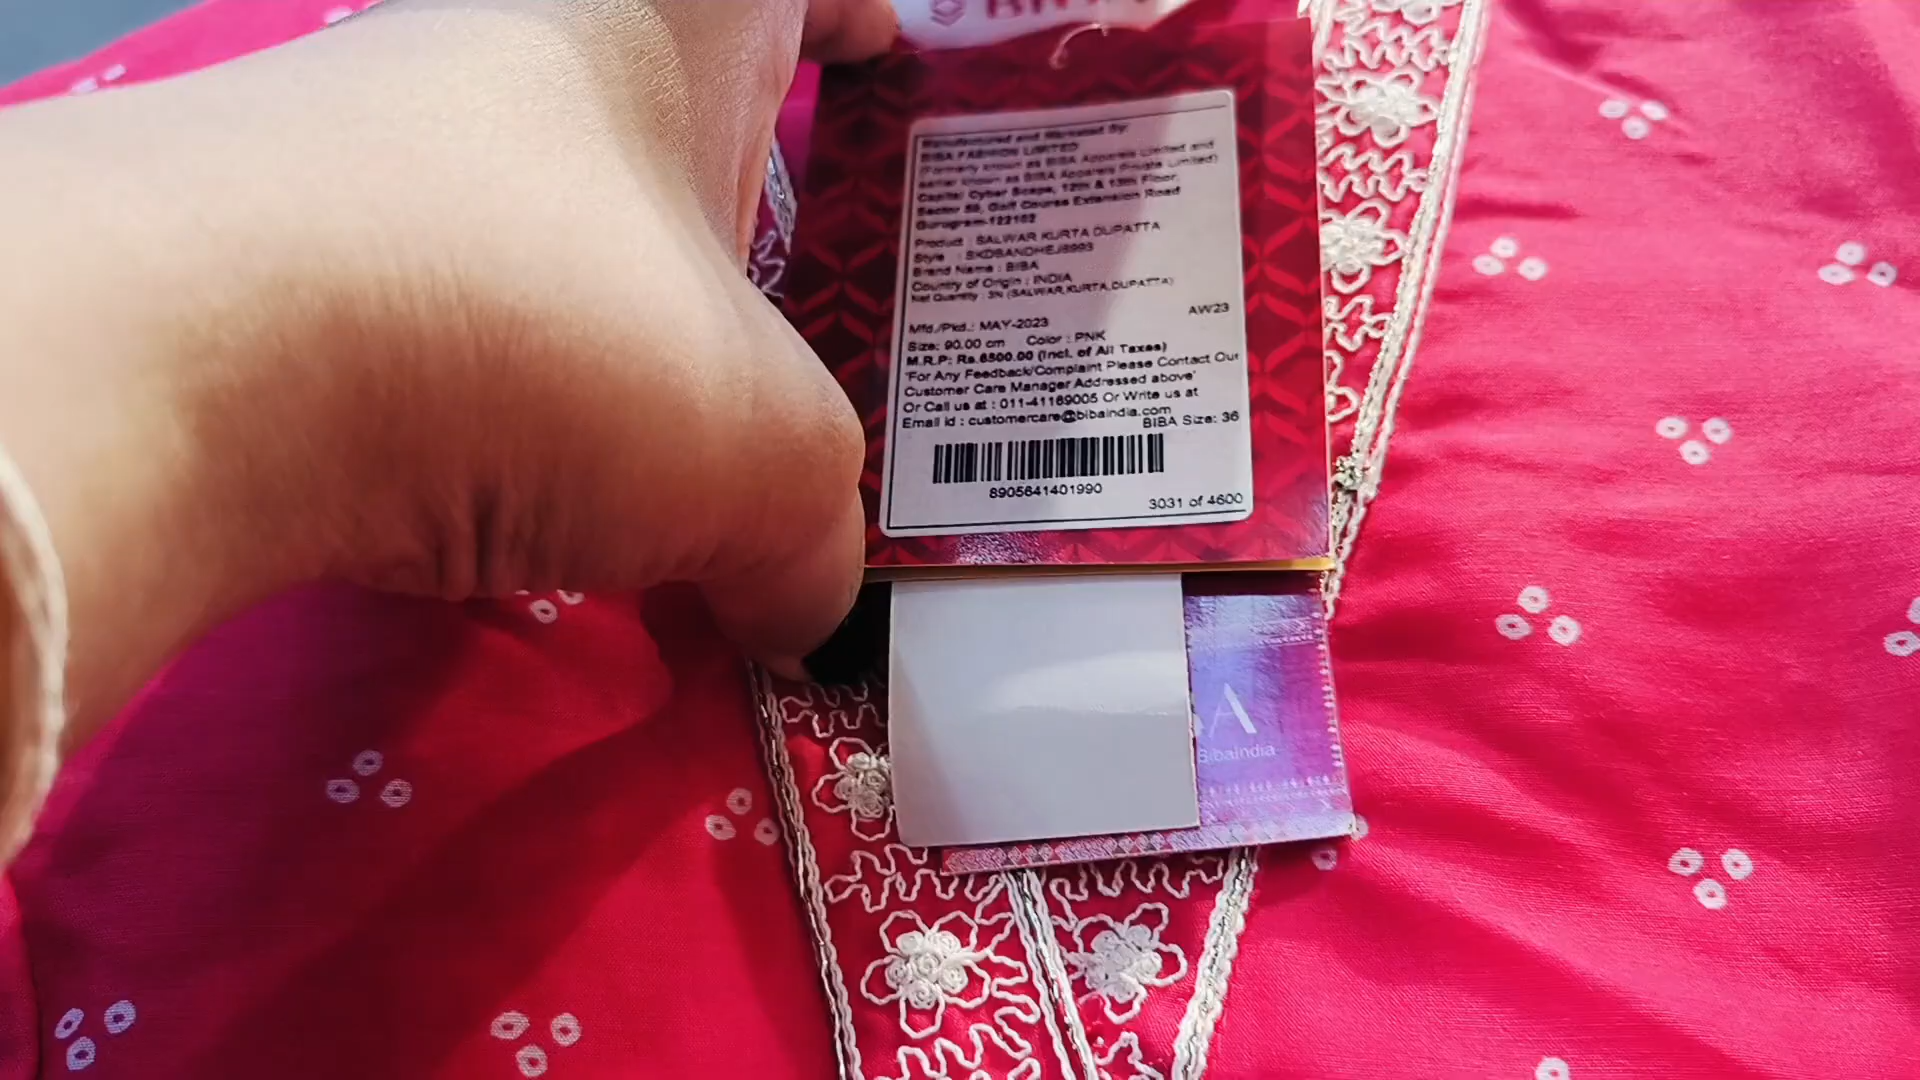 Manufactured and Marketed By:
BIBA FASHION LIMITED
(Formerly known as BIBA Apparels Limited and
earlier known as BIBA Apparels Private Limited)
Capital Cyber Scape, 12th & 13th Floor,
Sector 59, Golf Course Extension Road
Gurugram-122102
Product : SALWAR KURTA DUPATTA
Style : SKDBANDHEJ8993
Brand Name : BIBA
Country of Origin : INDIA
Net Quantity : 3N (SALWAR,KURTA,DUPATTA)
AW23
Mfd./Pkd.: MAY-2023
Size: 90.00 cm Color : PNK
M.R.P: Rs.6500.00 (Incl. of All Taxes)
'For Any Feedback/Complaint Please Contact Our
Customer Care Manager Addressed above'
Or Call us at : 011-41169005 Or Write us at
Email id : customercare@bibaindia.com
BIBA Size: 36
8905641401990
3031 of 4600
A
BibaIndia